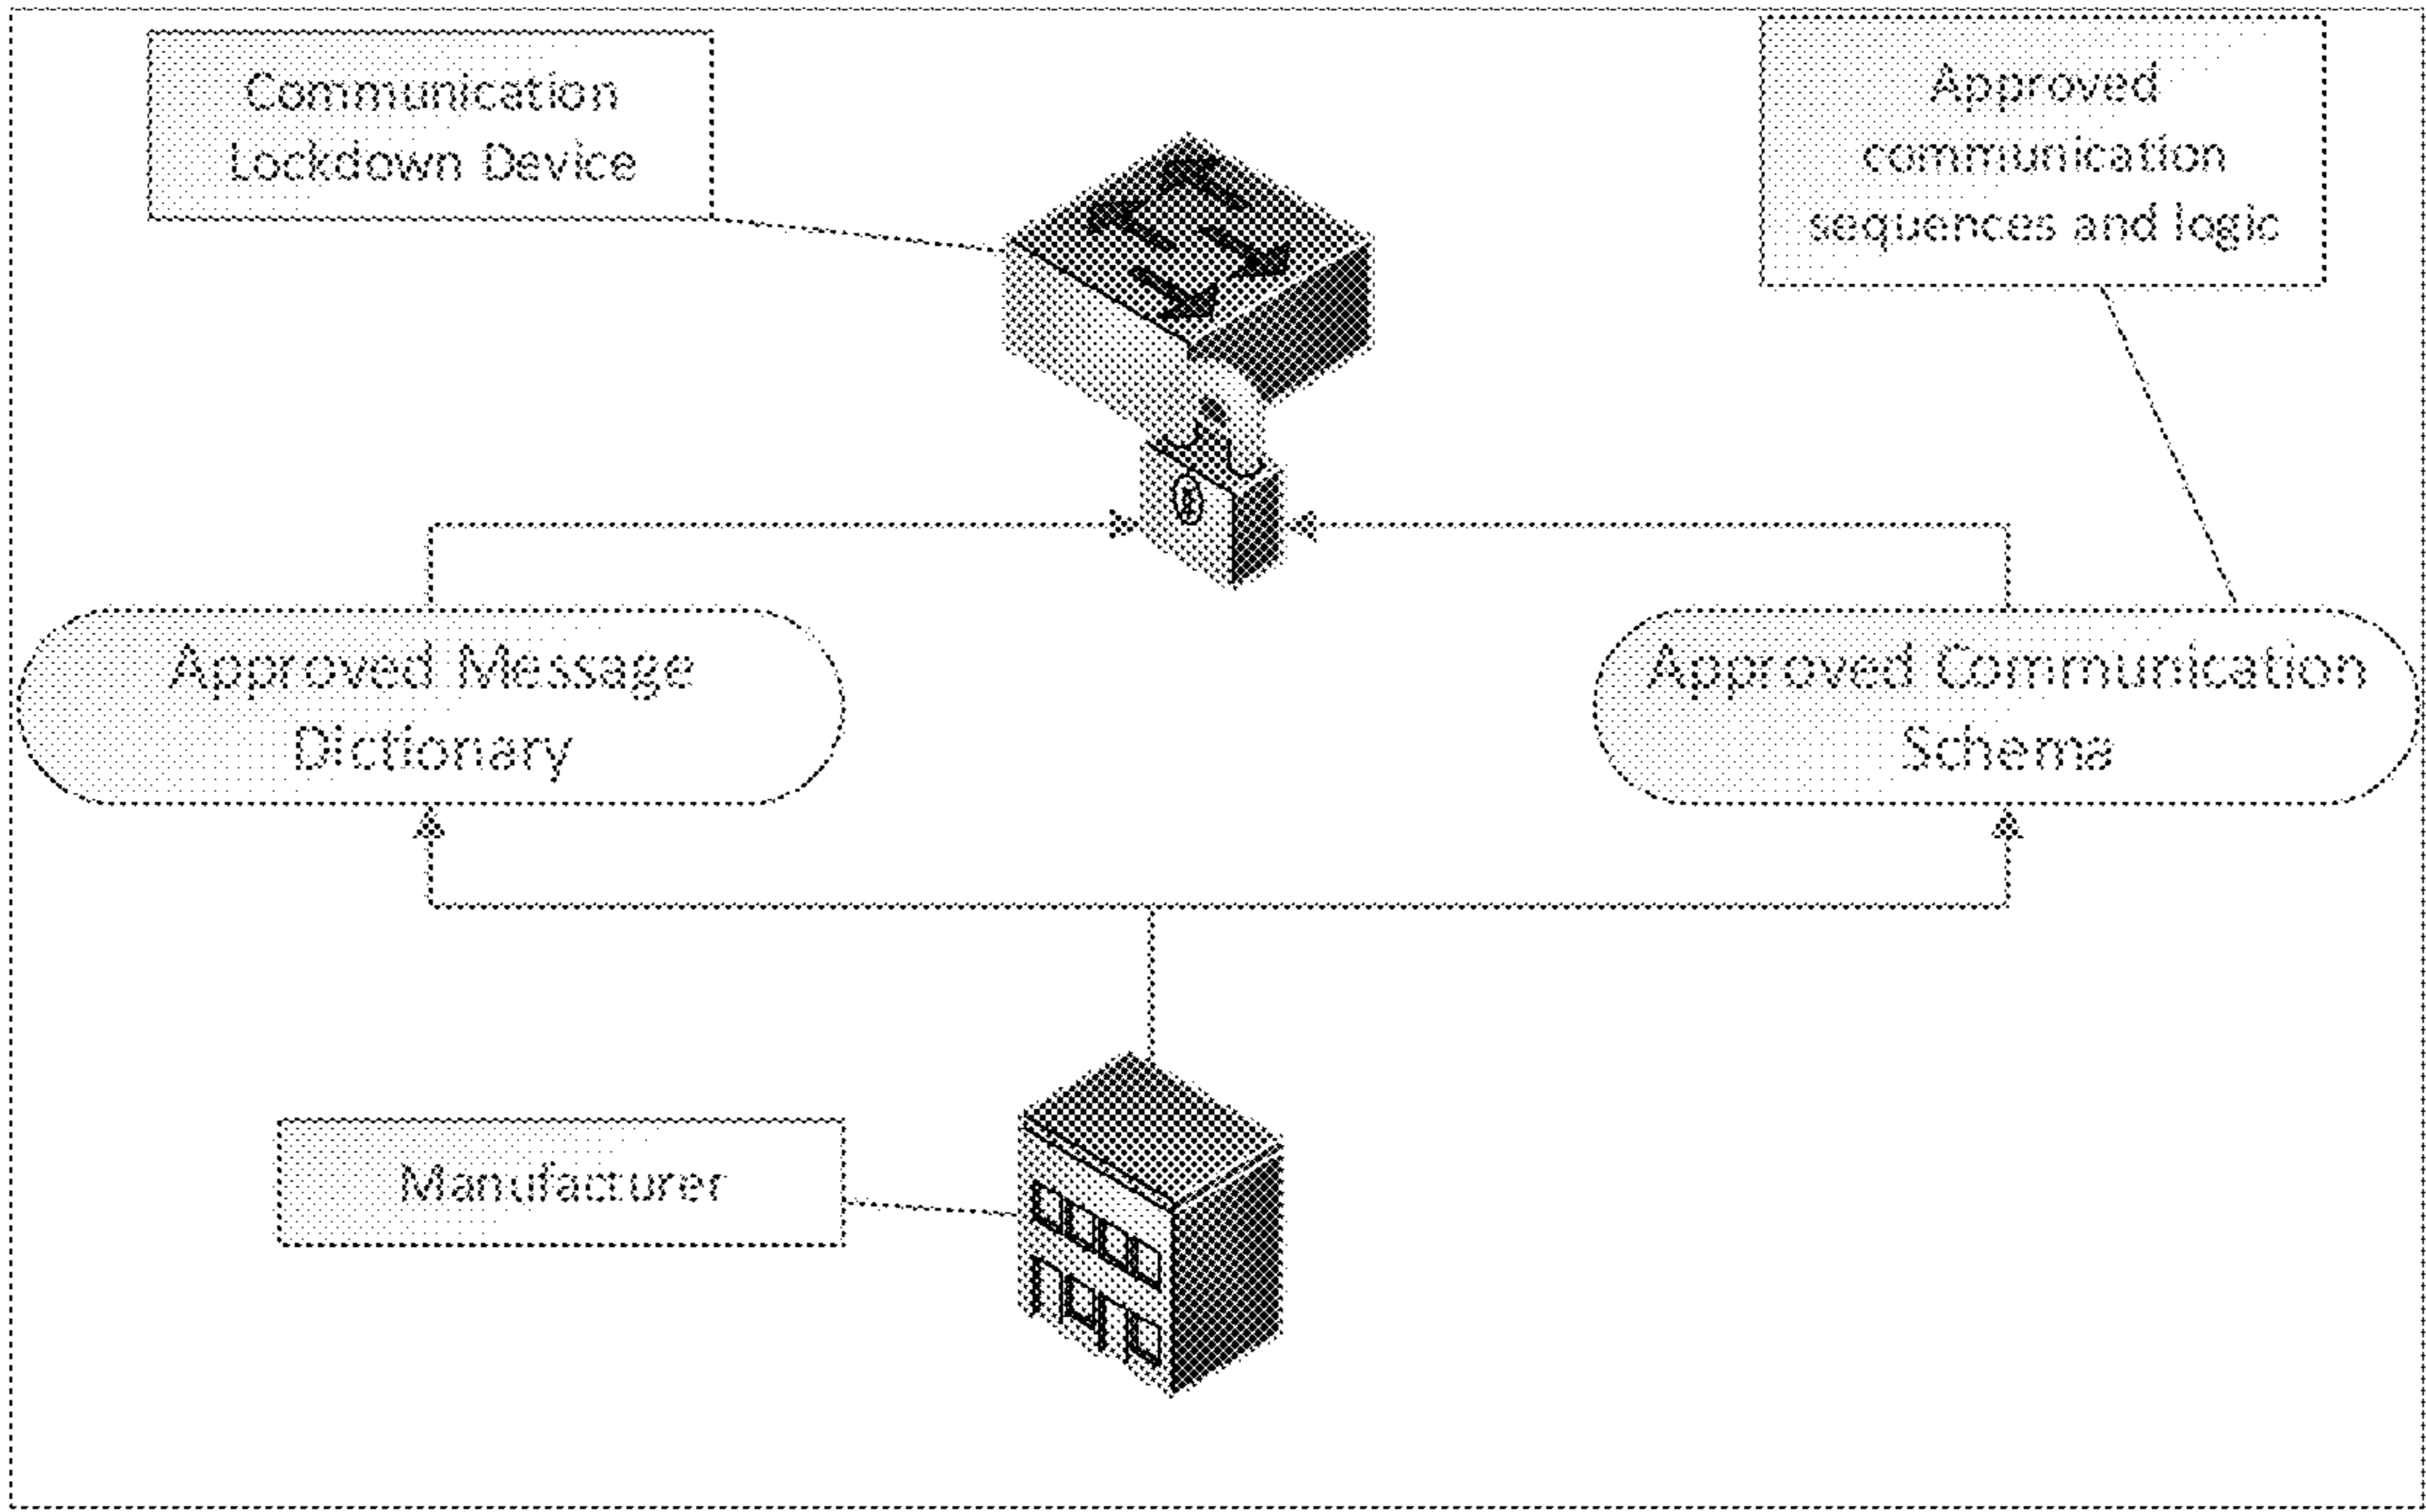 Communication
Lockdown Device
Approved
communication
sequences and logic
Approved Message
Dictionary
Approved Communication
Schema
Manufacturer